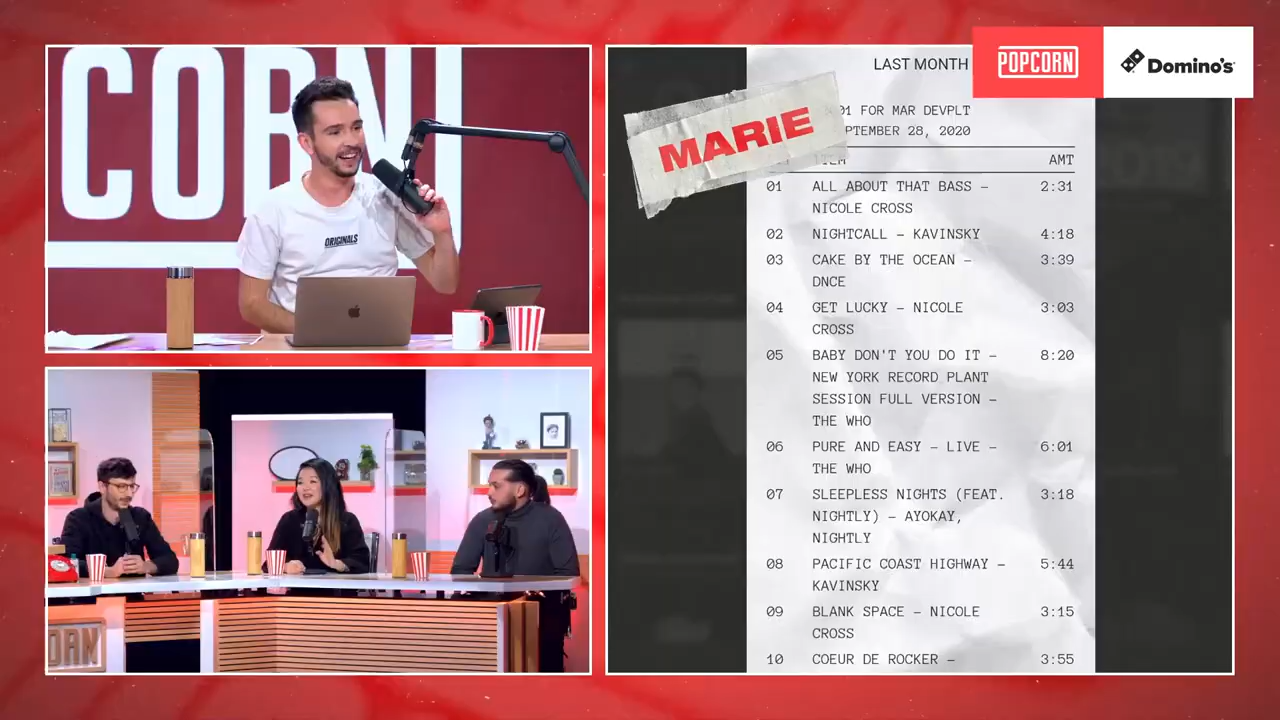 CORN
ORIGINALS
ORN
POPCORN
Domino's
LAST MONTH
MARIE
01 FOR MAR DEVPLT
PTEMBER 28, 2020
AMT
01 ALL ABOUT THAT BASS – 2:31
NICOLE CROSS
02 NIGHTCALL – KAVINSKY 4:18
03 CAKE BY THE OCEAN – 3:39
DNCE
04 GET LUCKY – NICOLE 3:03
CROSS
05 BABY DON'T YOU DO IT – 8:20
NEW YORK RECORD PLANT
SESSION FULL VERSION –
THE WHO
06 PURE AND EASY – LIVE – 6:01
THE WHO
07 SLEEPLESS NIGHTS (FEAT. 3:18
NIGHTLY) – AYOKAY,
NIGHTLY
08 PACIFIC COAST HIGHWAY – 5:44
KAVINSKY
09 BLANK SPACE – NICOLE 3:15
CROSS
10 COEUR DE ROCKER – 3:55